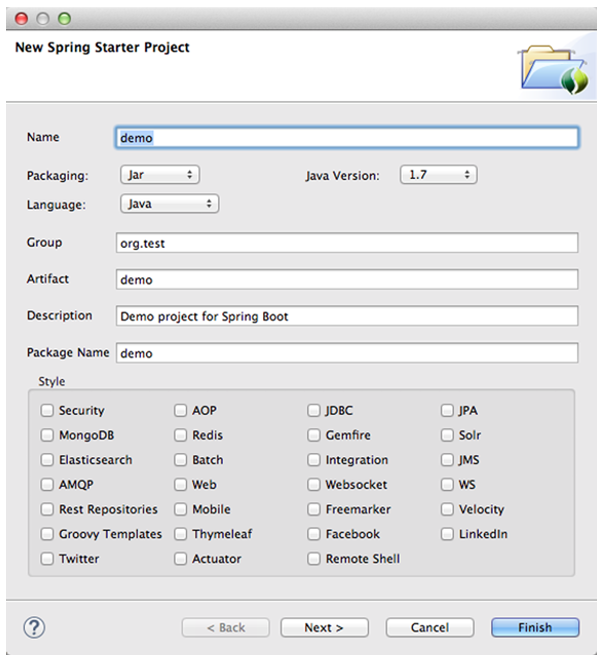 New Spring Starter Project
Name demo
Packaging: Jar Java Version: 1.7
Language: Java
Group org.test
Artifact demo
Description Demo project for Spring Boot
Package Name demo
Style
Security AOP JDBC JPA
MongoDB Redis Gemfire Solr
Elasticsearch Batch Integration JMS
AMQP Web Websocket WS
Rest Repositories Mobile Freemarker Velocity
Groovy Templates Thymeleaf Facebook LinkedIn
Twitter Actuator Remote Shell
? < Back Next > Cancel Finish